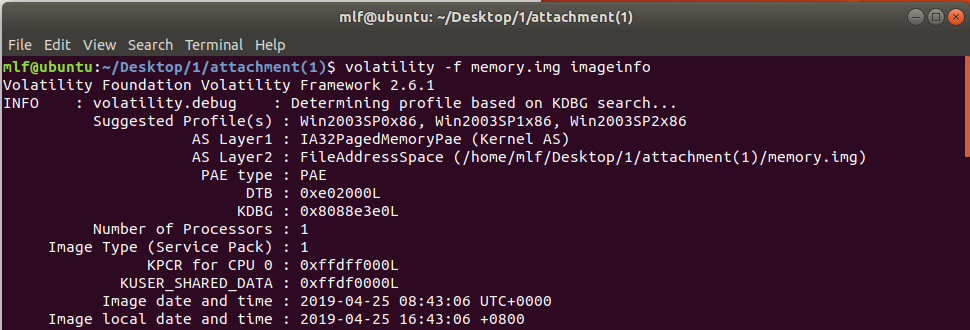 mlf@ubuntu: ~/Desktop/1/attachment(1)
File Edit View Search Terminal Help
mlf@ubuntu:~/Desktop/1/attachment(1)$ volatility -f memory.img imageinfo
Volatility Foundation Volatility Framework 2.6.1
INFO    : volatility.debug    : Determining profile based on KDBG search...
          Suggested Profile(s) : Win2003SP0x86, Win2003SP1x86, Win2003SP2x86
                     AS Layer1 : IA32PagedMemoryPae (Kernel AS)
                     AS Layer2 : FileAddressSpace (/home/mlf/Desktop/1/attachment(1)/memory.img)
                      PAE type : PAE
                           DTB : 0xe02000L
                          KDBG : 0x8088e3e0L
          Number of Processors : 1
     Image Type (Service Pack) : 1
                KPCR for CPU 0 : 0xffdff000L
             KUSER_SHARED_DATA : 0xffdf0000L
           Image date and time : 2019-04-25 08:43:06 UTC+0000
     Image local date and time : 2019-04-25 16:43:06 +0800